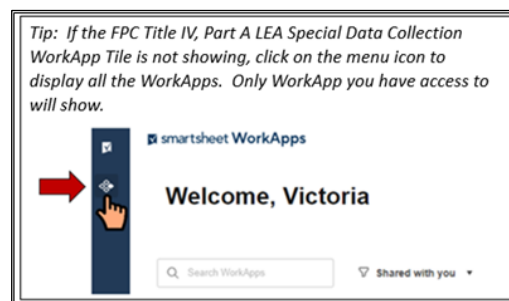 Tip: If the FPC Title IV, Part A LEA Special Data Collection
WorkApp Tile is not showing, click on the menu icon to
display all the WorkApps. Only WorkApp you have access to
will show.
smartsheet WorkApps
Welcome, Victoria
Search WorkApps
Shared with you